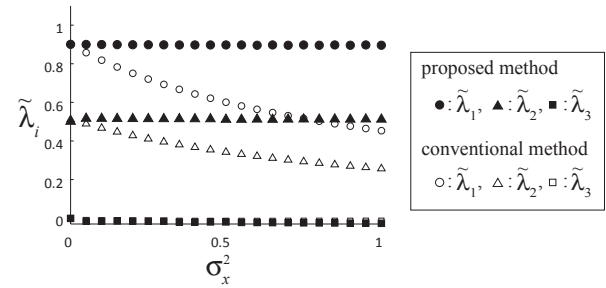 1
0.8
0.6
0.4
0.2
0
λ̃ᵢ
0 0.5 1
σₓ²
proposed method
●: λ̃₁, ▲: λ̃₂, ■: λ̃₃
conventional method
○: λ̃₁, △: λ̃₂, □: λ̃₃